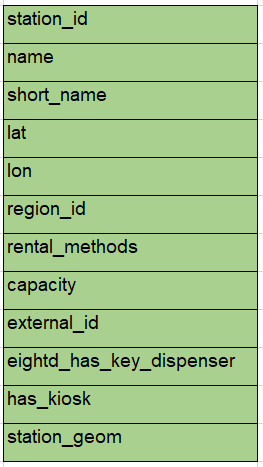 station_id
name
short_name
lat
lon
region_id
rental_methods
capacity
external_id
eightd_has_key_dispenser
has_kiosk
station_geom